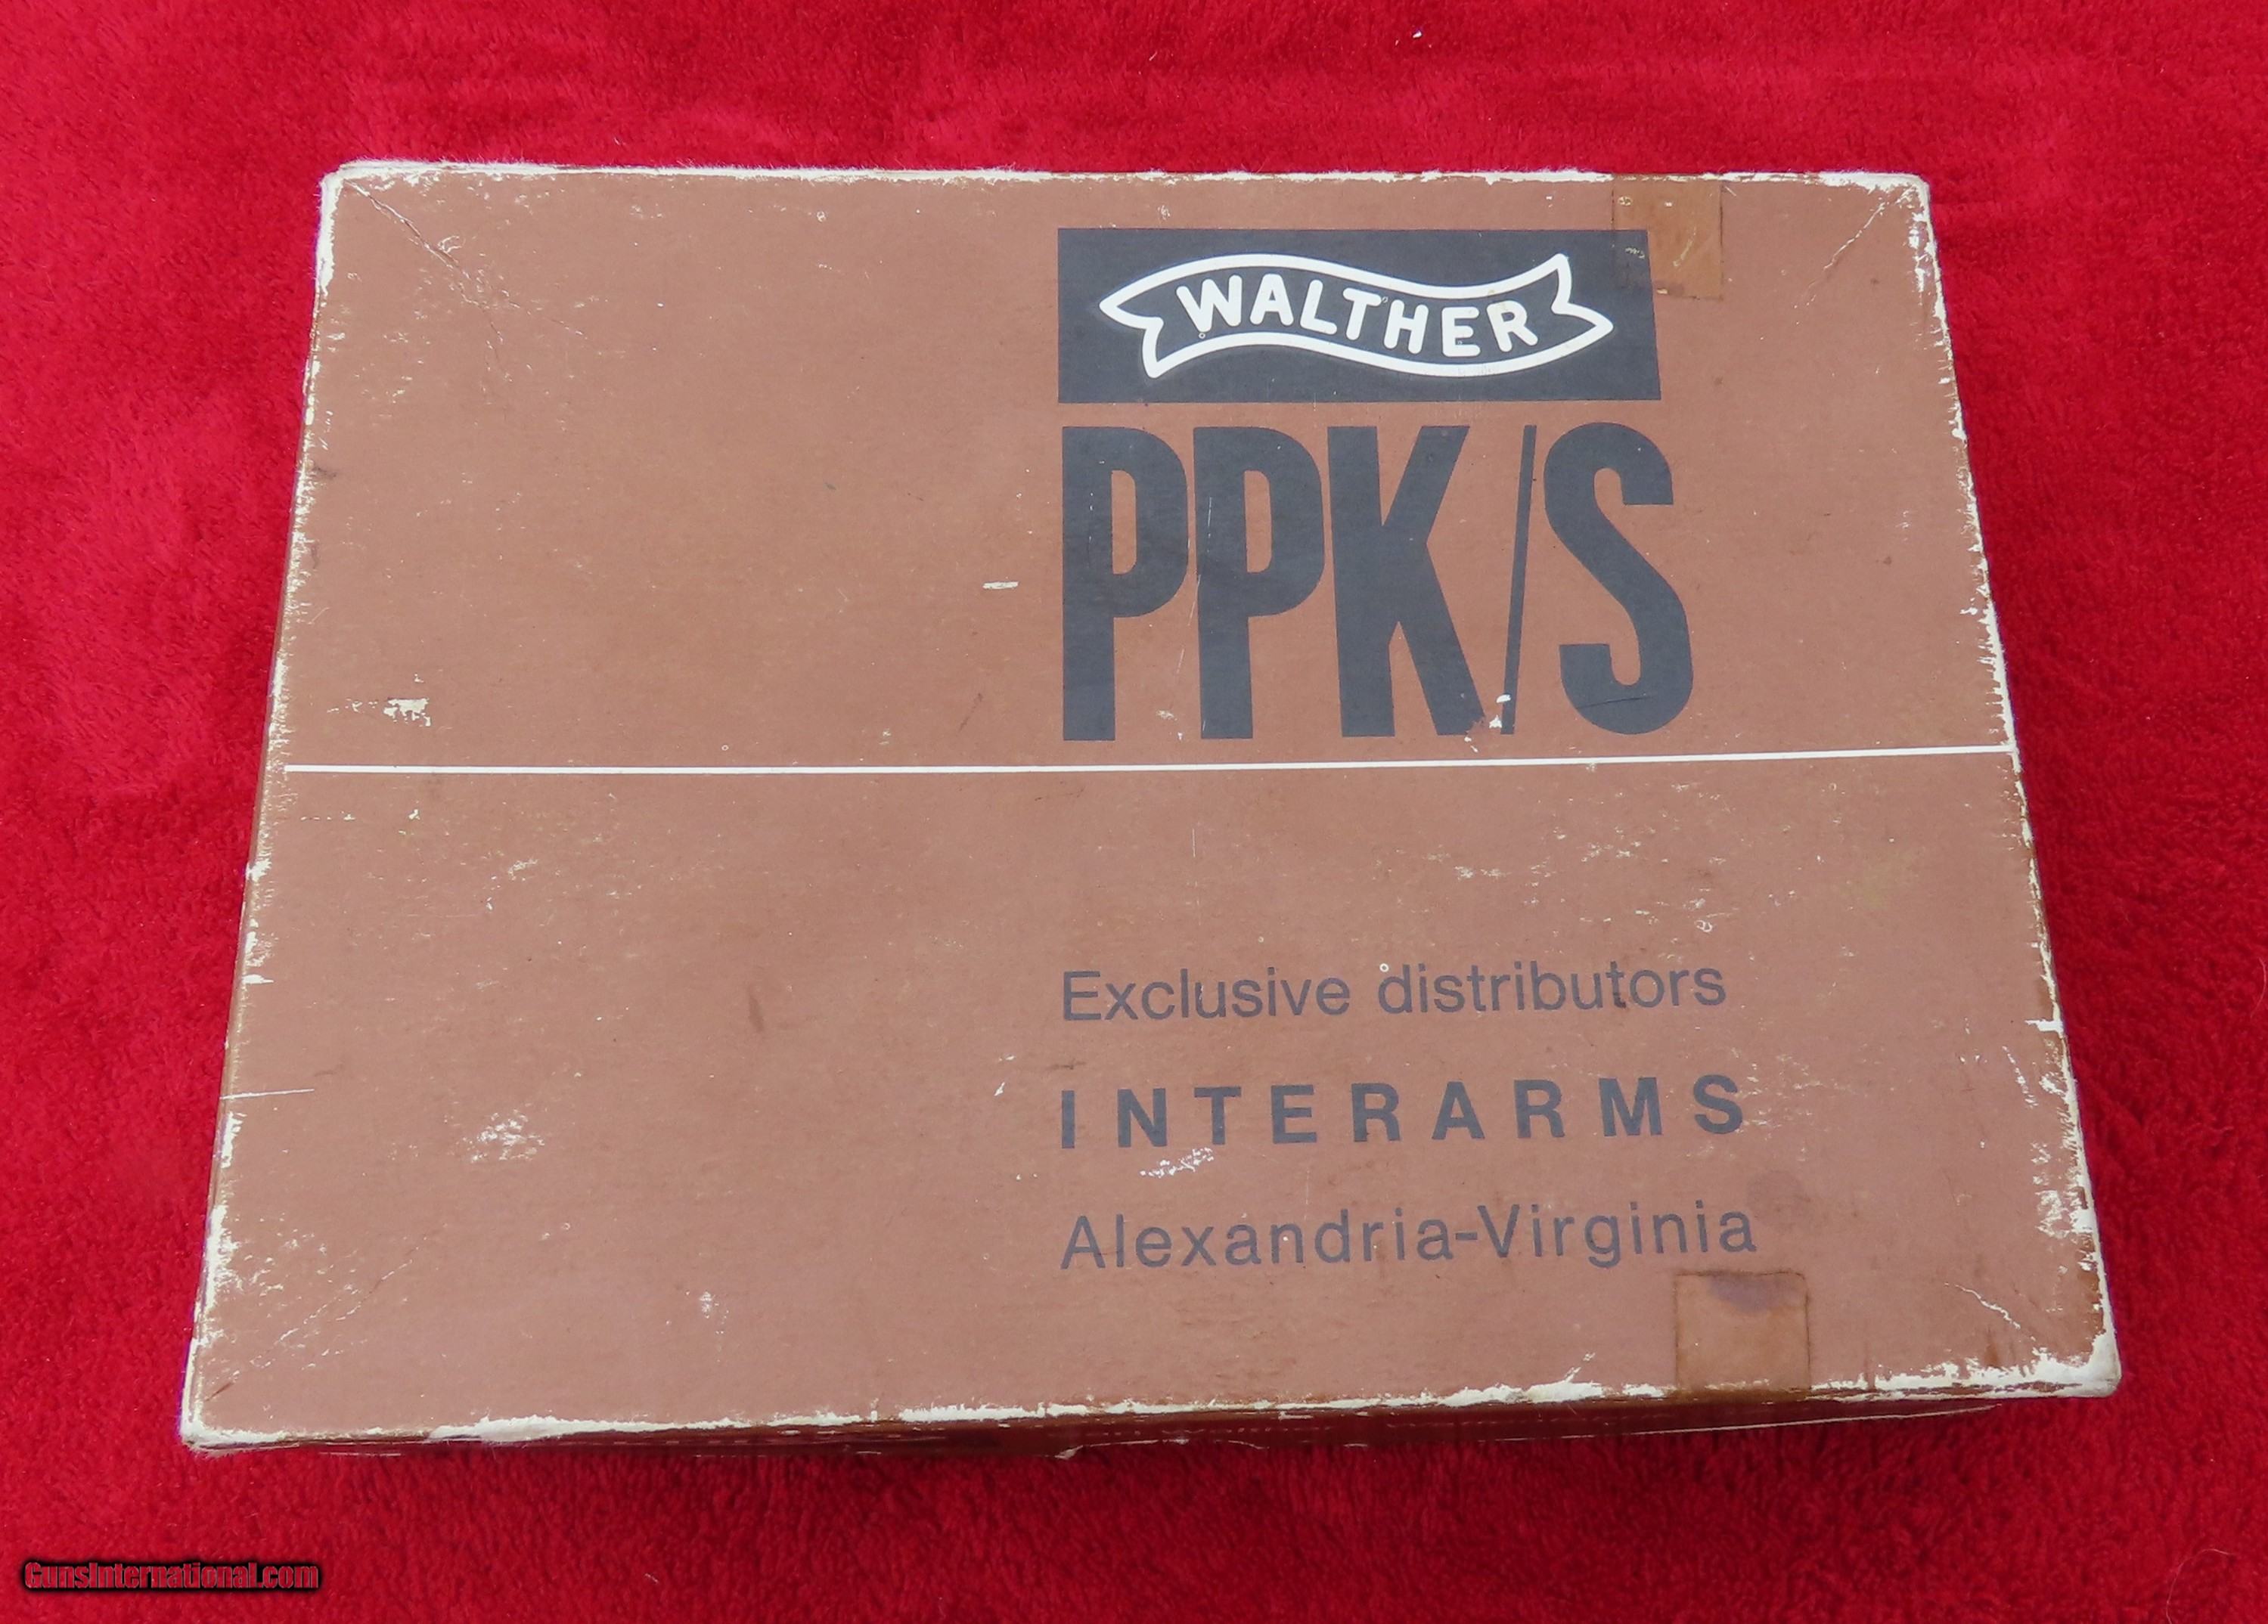 WALTHER
PPK/S
Exclusive distributors
INTERARMS
Alexandria-Virginia
GunsInternational.com